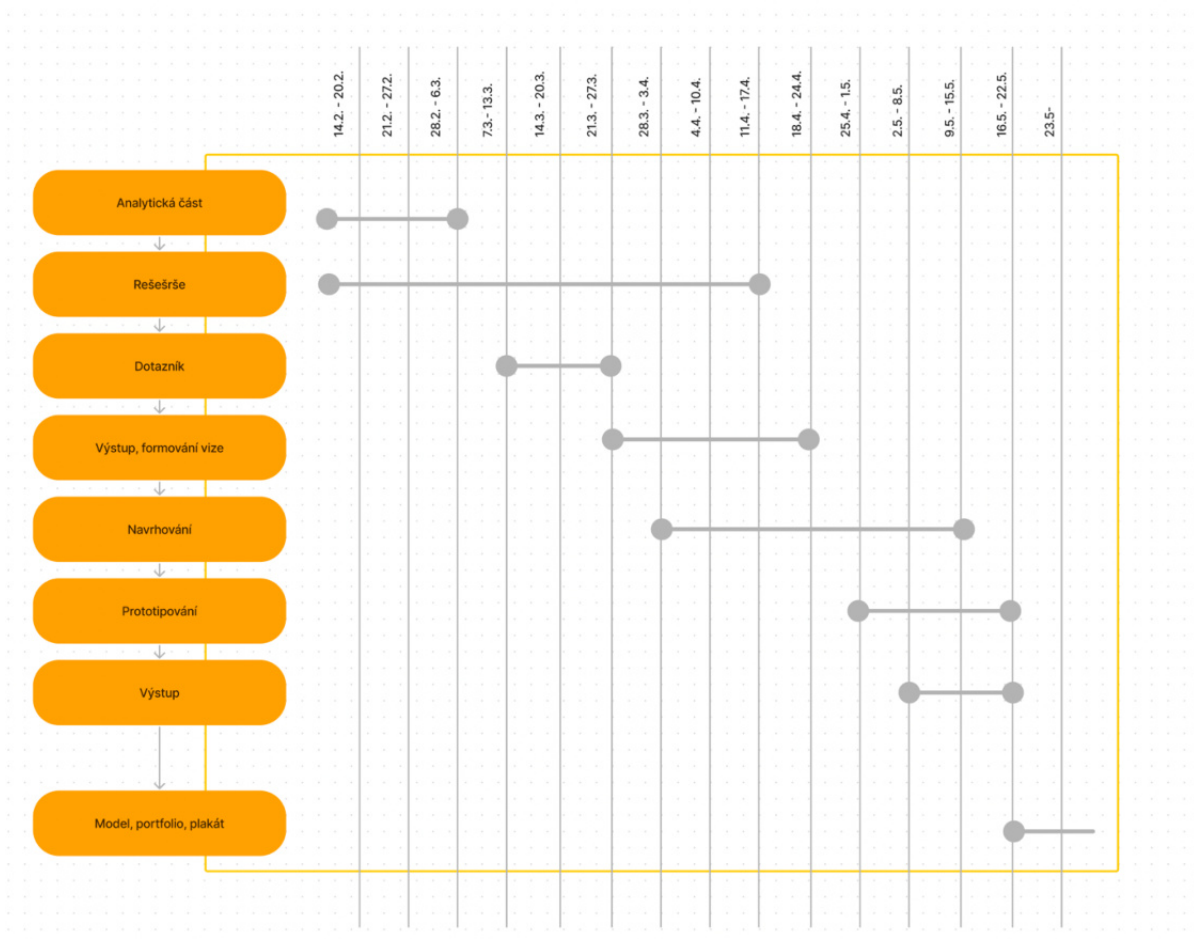 14.2. - 20.2.
21.2. - 27.2.
28.2. - 6.3.
7.3.- 13.3.
14.3. - 20.3.
21.3. - 27.3.
28.3. - 3.4.
4.4. - 10.4.
11.4. - 17.4.
18.4. - 24.4.
25.4. - 1.5.
2.5. - 8.5.
9.5. - 15.5.
16.5. - 22.5.
23.5-
Analytická část
Rešešrše
Dotazník
Výstup, formování vize
Navrhování
Prototipování
Výstup
Model, portfolio, plakát